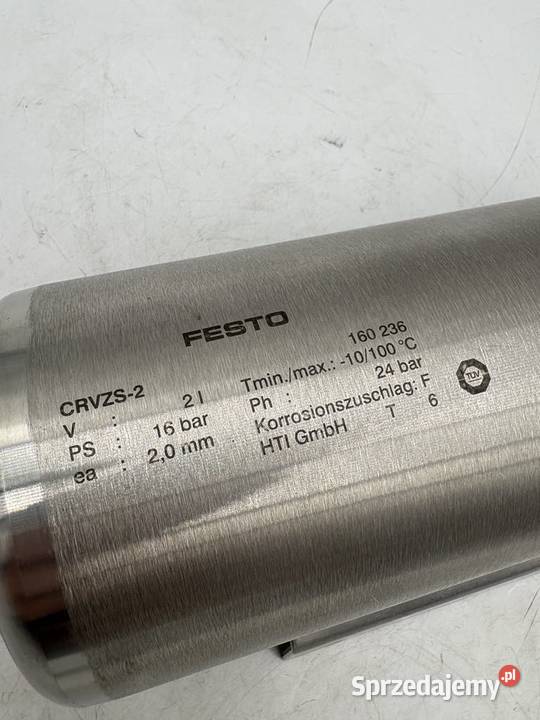 FESTO
CRVZS-2 160 236
V : 2 l Tmin./max.: -10/100 °C
PS : 16 bar Ph : 24 bar
ea : 2,0 mm Korrosionszuschlag: F
HTI GmbH T 6
TÜV
Sprzedajemy.pl